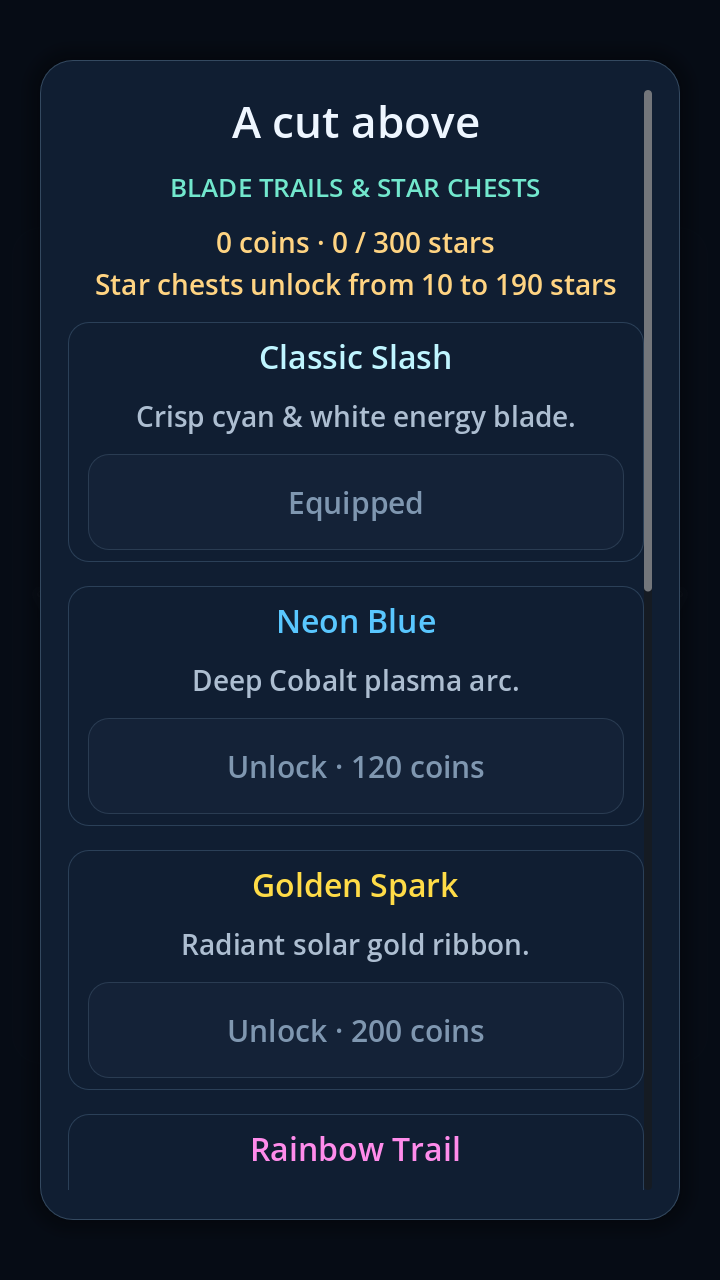 A cut above
BLADE TRAILS & STAR CHESTS
0 coins · 0 / 300 stars
Star chests unlock from 10 to 190 stars
Classic Slash
Crisp cyan & white energy blade.
Equipped
Neon Blue
Deep Cobalt plasma arc.
Unlock · 120 coins
Golden Spark
Radiant solar gold ribbon.
Unlock · 200 coins
Rainbow Trail